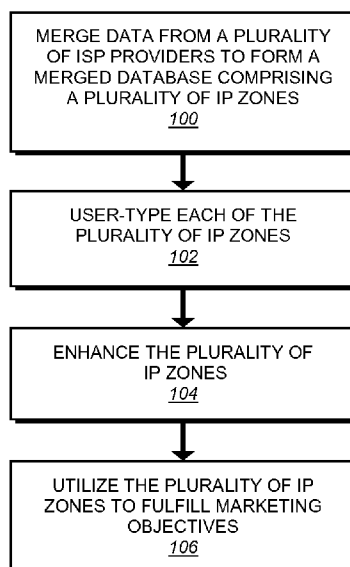 MERGE DATA FROM A PLURALITY
OF ISP PROVIDERS TO FORM A
MERGED DATABASE COMPRISING
A PLURALITY OF IP ZONES
100
USER-TYPE EACH OF THE
PLURALITY OF IP ZONES
102
ENHANCE THE PLURALITY OF
IP ZONES
104
UTILIZE THE PLURALITY OF IP
ZONES TO FULFILL MARKETING
OBJECTIVES
106